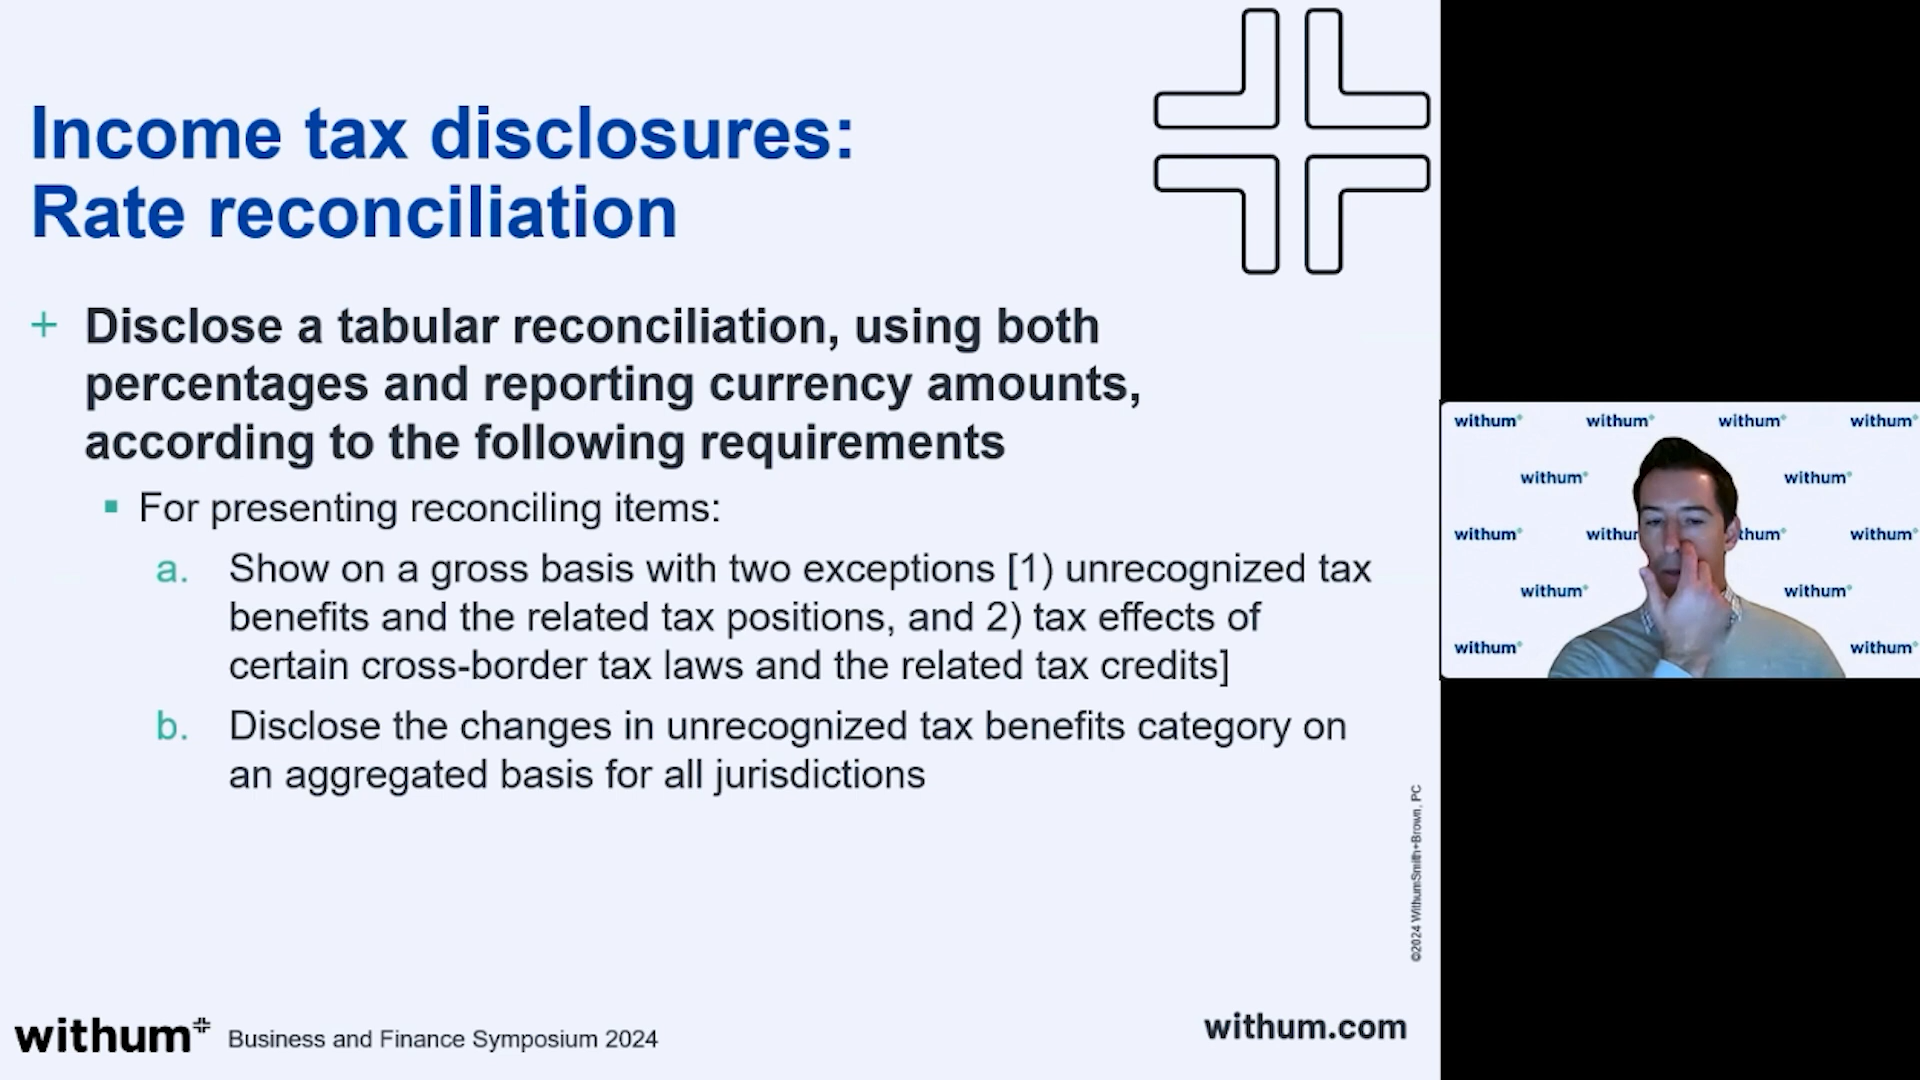 Income tax disclosures:
Rate reconciliation
+ Disclose a tabular reconciliation, using both
percentages and reporting currency amounts,
according to the following requirements
▪ For presenting reconciling items:
a. Show on a gross basis with two exceptions [1) unrecognized tax
benefits and the related tax positions, and 2) tax effects of
certain cross-border tax laws and the related tax credits]
b. Disclose the changes in unrecognized tax benefits category on
an aggregated basis for all jurisdictions
©2024 WithumSmith+Brown, PC
withum+ Business and Finance Symposium 2024
withum.com
withum+ withum+ withum+ withum+
withum+ withum+
withum+ withum thum+ withum+
withum+ withum+
withum+ withum+